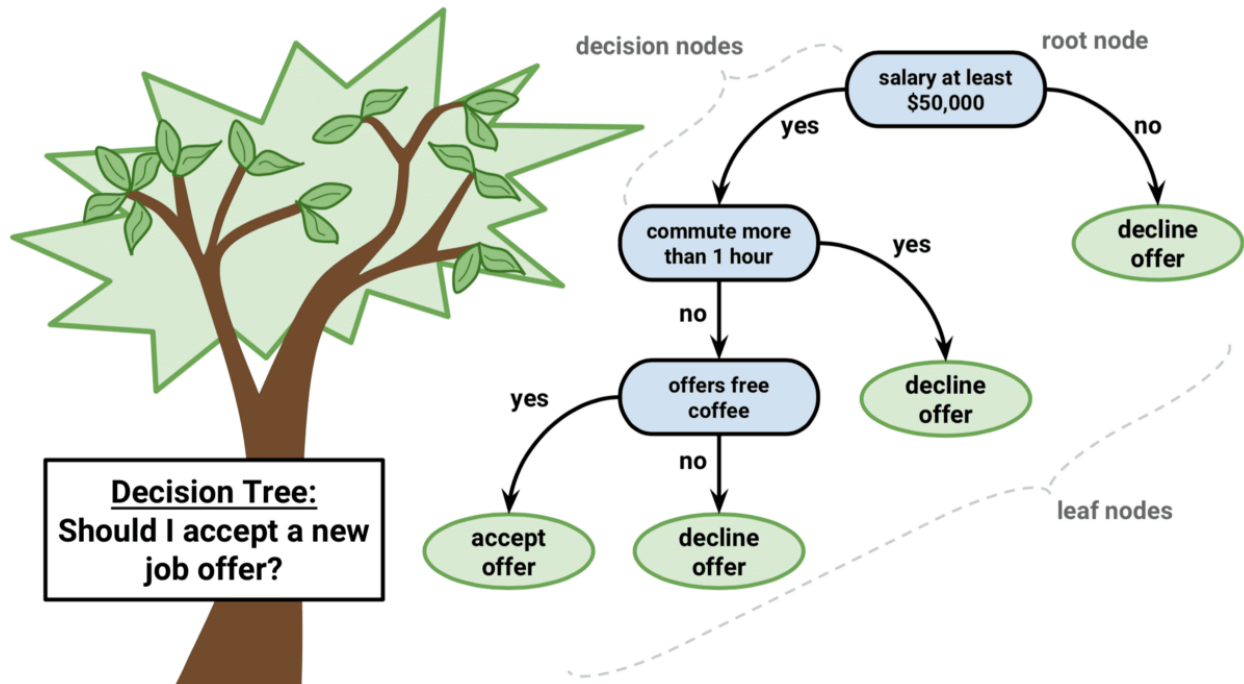 decision nodes
root node
salary at least
$50,000
yes
no
commute more
than 1 hour
yes
decline
offer
no
offers free
coffee
decline
offer
yes
no
Decision Tree:
Should I accept a new
job offer?
accept
offer
decline
offer
leaf nodes